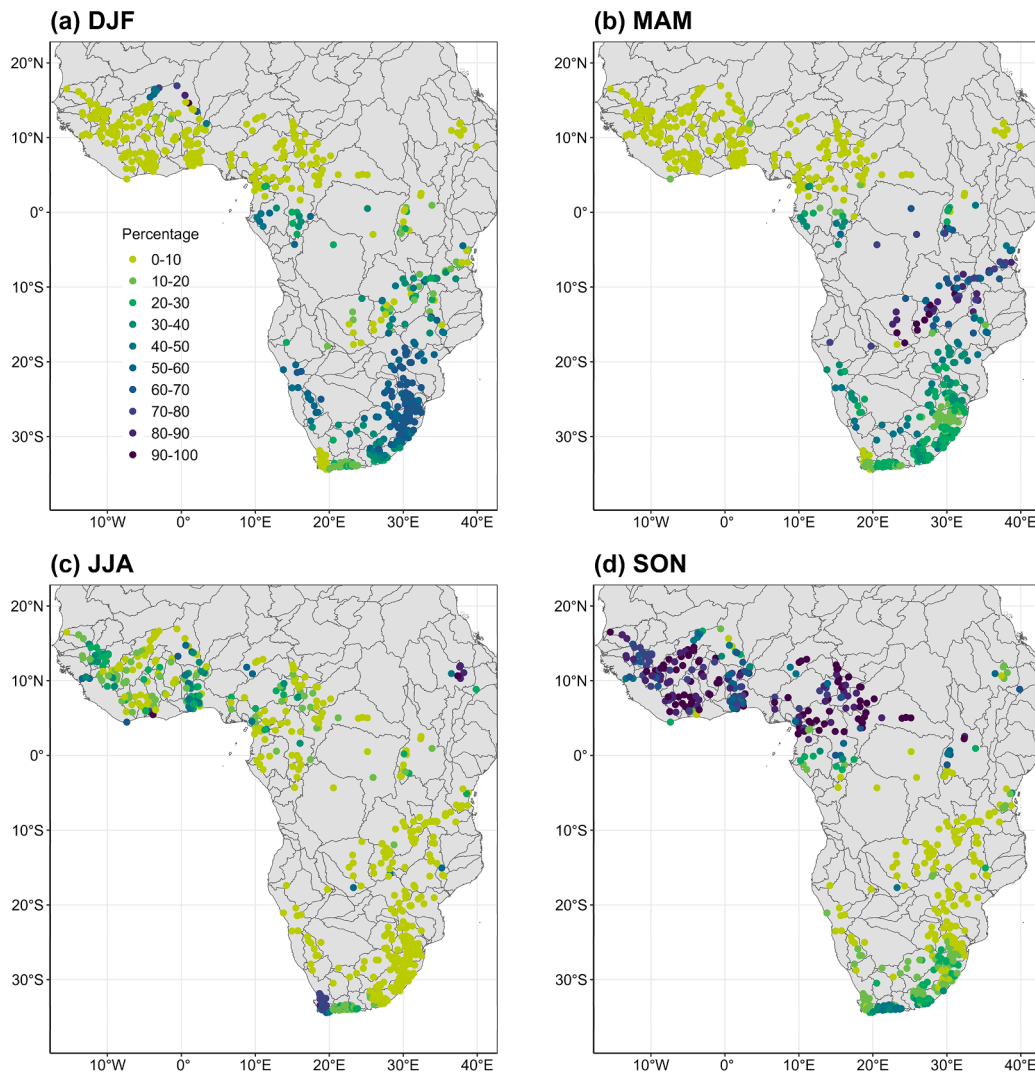 (a) DJF
20°N
10°N
0°
10°S
20°S
30°S
Percentage
0-10
10-20
20-30
30-40
40-50
50-60
60-70
70-80
80-90
90-100
10°W 0° 10°E 20°E 30°E 40°E
(b) MAM
20°N
10°N
0°
10°S
20°S
30°S
10°W 0° 10°E 20°E 30°E 40°E
(c) JJA
20°N
10°N
0°
10°S
20°S
30°S
10°W 0° 10°E 20°E 30°E 40°E
(d) SON
20°N
10°N
0°
10°S
20°S
30°S
10°W 0° 10°E 20°E 30°E 40°E